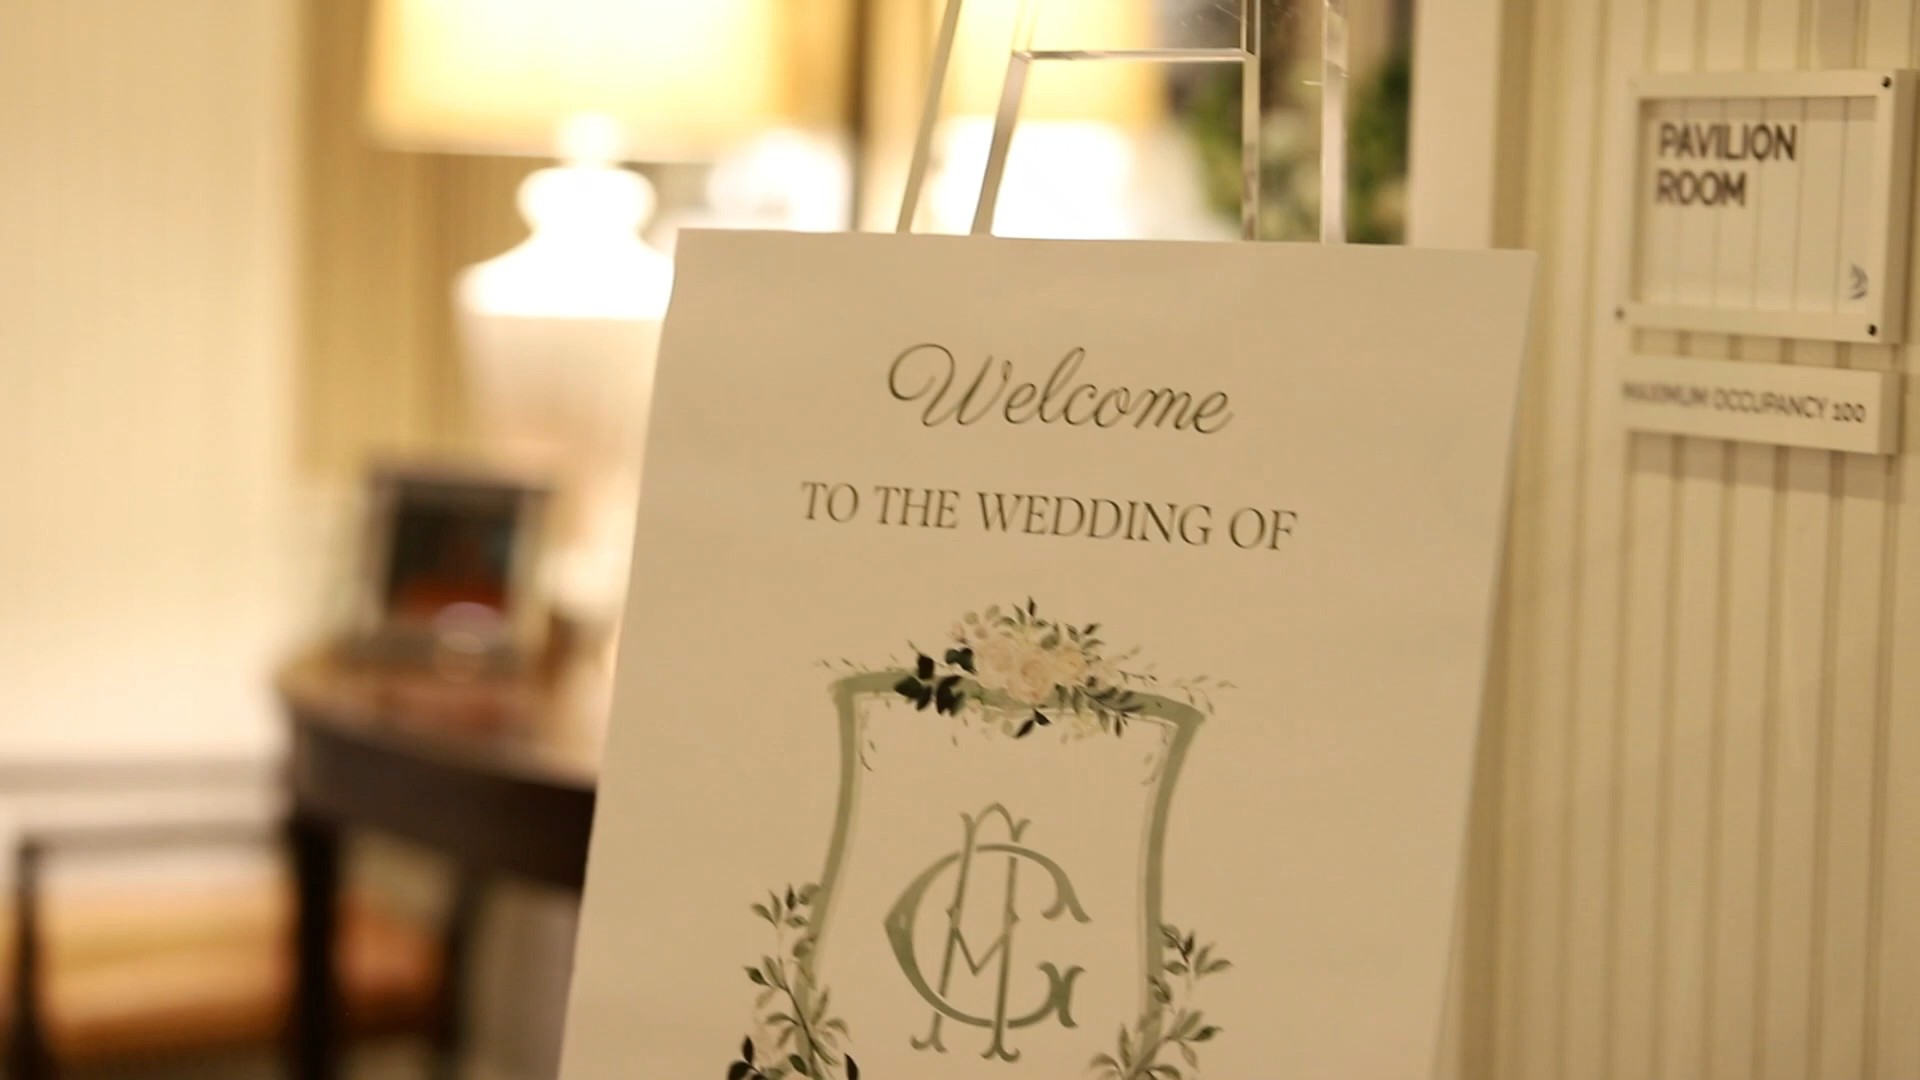 Welcome
TO THE WEDDING OF
PAVILION
ROOM
MAXIMUM OCCUPANCY 100